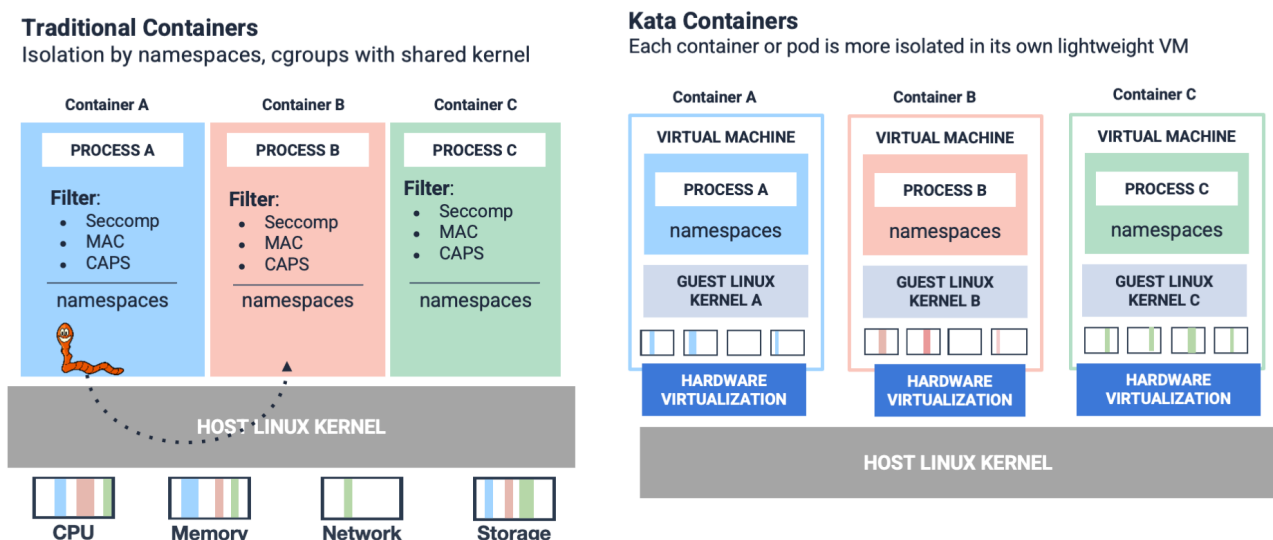 Traditional Containers
Isolation by namespaces, cgroups with shared kernel
Container A
Container B
Container C
PROCESS A
Filter:
• Seccomp
• MAC
• CAPS
namespaces
PROCESS B
Filter:
• Seccomp
• MAC
• CAPS
namespaces
PROCESS C
Filter:
• Seccomp
• MAC
• CAPS
namespaces
HOST LINUX KERNEL
CPU
Memory
Network
Storage
Kata Containers
Each container or pod is more isolated in its own lightweight VM
Container A
Container B
Container C
VIRTUAL MACHINE
PROCESS A
namespaces
GUEST LINUX
KERNEL A
HARDWARE
VIRTUALIZATION
VIRTUAL MACHINE
PROCESS B
namespaces
GUEST LINUX
KERNEL B
HARDWARE
VIRTUALIZATION
VIRTUAL MACHINE
PROCESS C
namespaces
GUEST LINUX
KERNEL C
HARDWARE
VIRTUALIZATION
HOST LINUX KERNEL